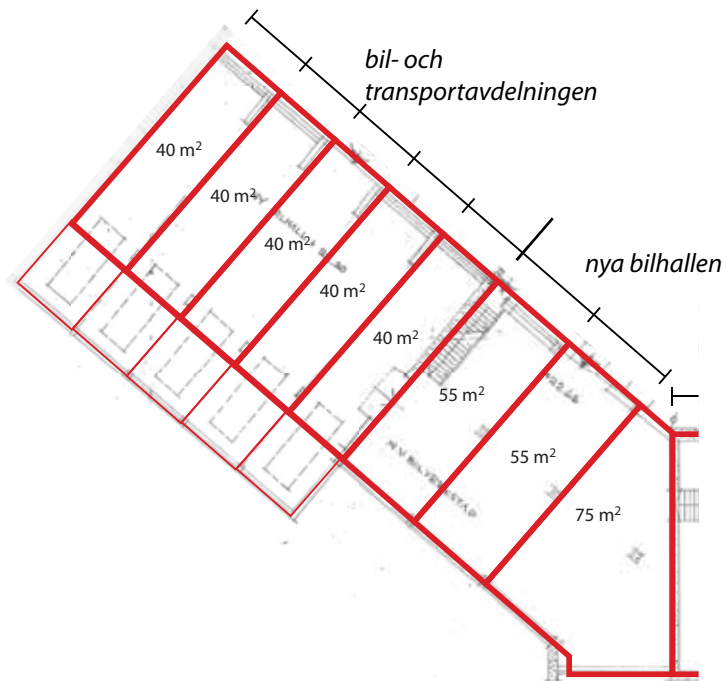 bil- och
transportavdelningen
nya bilhallen
40 m²
40 m²
40 m²
40 m²
40 m²
55 m²
55 m²
75 m²